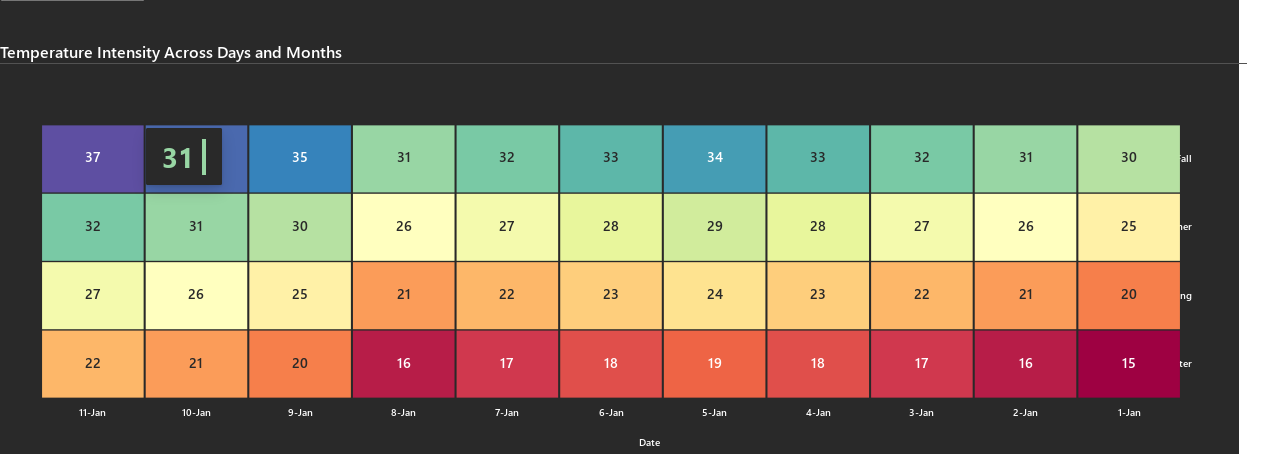 Temperature Intensity Across Days and Months
37 35 31 32 33 34 33 32 31 30
31
32 31 30 26 27 28 29 28 27 26 25
27 26 25 21 22 23 24 23 22 21 20
22 21 20 16 17 18 19 18 17 16 15
11-Jan 10-Jan 9-Jan 8-Jan 7-Jan 6-Jan 5-Jan 4-Jan 3-Jan 2-Jan 1-Jan
Date